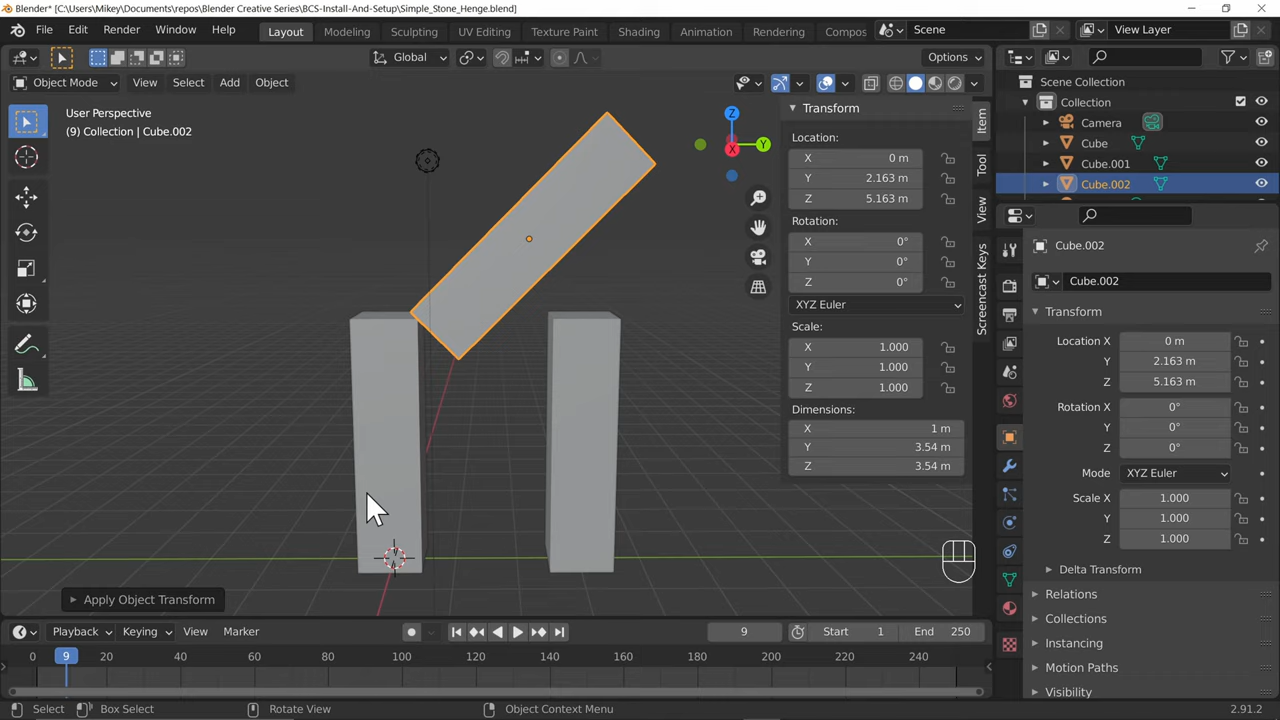 Blender* [C:\Users\Mikey\Documents\repos\Blender Creative Series\BCS-Install-And-Setup\Simple_Stone_Henge.blend]
File Edit Render Window Help Layout Modeling Sculpting UV Editing Texture Paint Shading Animation Rendering Compos Scene View Layer
Global Options
Object Mode View Select Add Object
User Perspective
(9) Collection | Cube.002
Z
Y
X
Transform
Location:
X 0 m
Y 2.163 m
Z 5.163 m
Rotation:
X 0°
Y 0°
Z 0°
XYZ Euler
Scale:
X 1.000
Y 1.000
Z 1.000
Dimensions:
X 1 m
Y 3.54 m
Z 3.54 m
Item
Tool
View
Screencast Keys
Scene Collection
Collection
Camera
Cube
Cube.001
Cube.002
Cube.002
Cube.002
Transform
Location X 0 m
Y 2.163 m
Z 5.163 m
Rotation X 0°
Y 0°
Z 0°
Mode XYZ Euler
Scale X 1.000
Y 1.000
Z 1.000
Delta Transform
Relations
Collections
Instancing
Motion Paths
Visibility
Apply Object Transform
Playback Keying View Marker 9 Start 1 End 250
0 9 20 40 60 80 100 120 140 160 180 200 220 240
Select Box Select Rotate View Object Context Menu 2.91.2